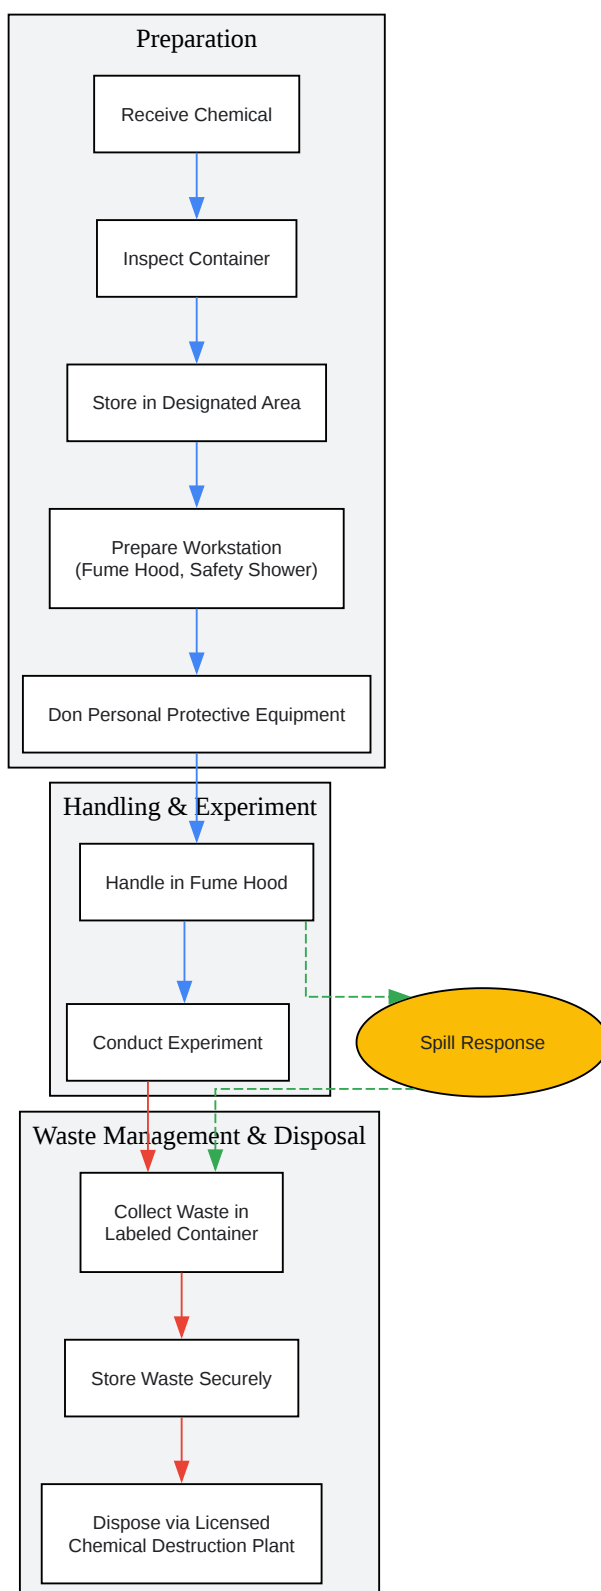 Preparation
Receive Chemical
Inspect Container
Store in Designated Area
Prepare Workstation
(Fume Hood, Safety Shower)
Don Personal Protective Equipment
Handling & Experiment
Handle in Fume Hood
Conduct Experiment
Spill Response
Waste Management & Disposal
Collect Waste in
Labeled Container
Store Waste Securely
Dispose via Licensed
Chemical Destruction Plant